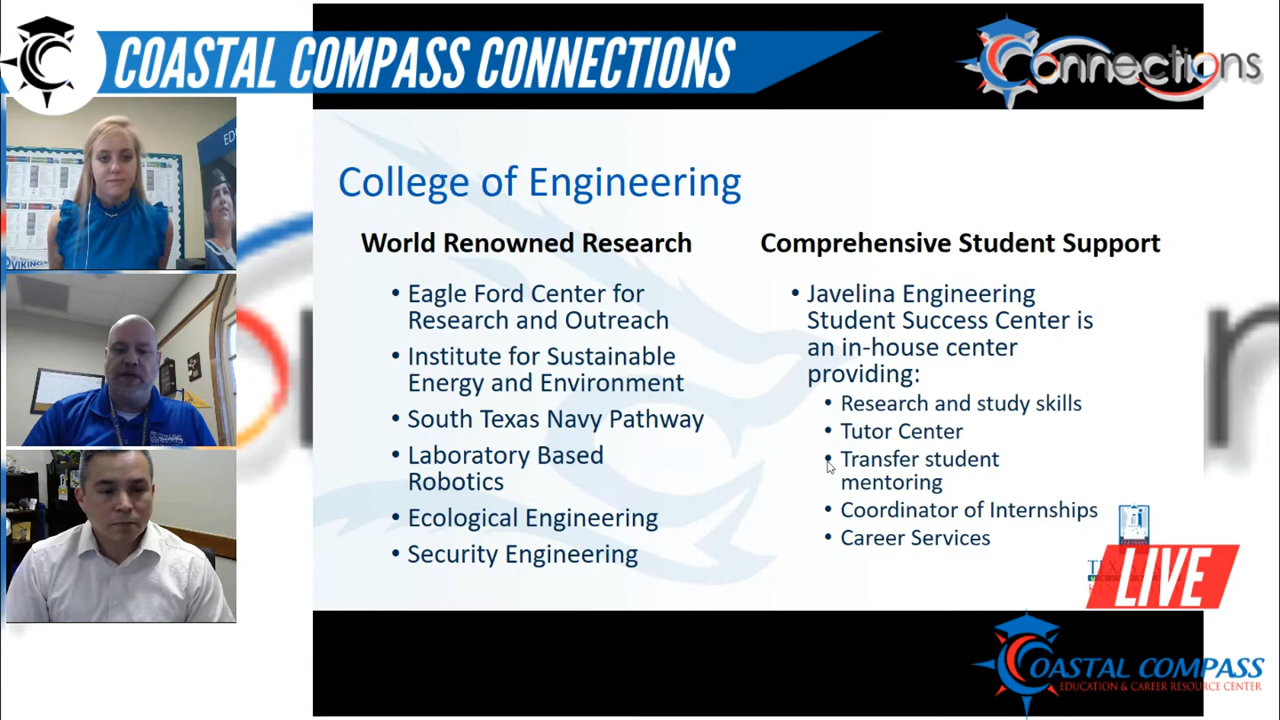 COASTAL COMPASS CONNECTIONS
Connections
College of Engineering
World Renowned Research
• Eagle Ford Center for
Research and Outreach
• Institute for Sustainable
Energy and Environment
• South Texas Navy Pathway
• Laboratory Based
Robotics
• Ecological Engineering
• Security Engineering
Comprehensive Student Support
• Javelina Engineering
Student Success Center is
an in-house center
providing:
• Research and study skills
• Tutor Center
• Transfer student
mentoring
• Coordinator of Internships
• Career Services
LIVE
COASTAL COMPASS
EDUCATION & CAREER RESOURCE CENTER
VIKING